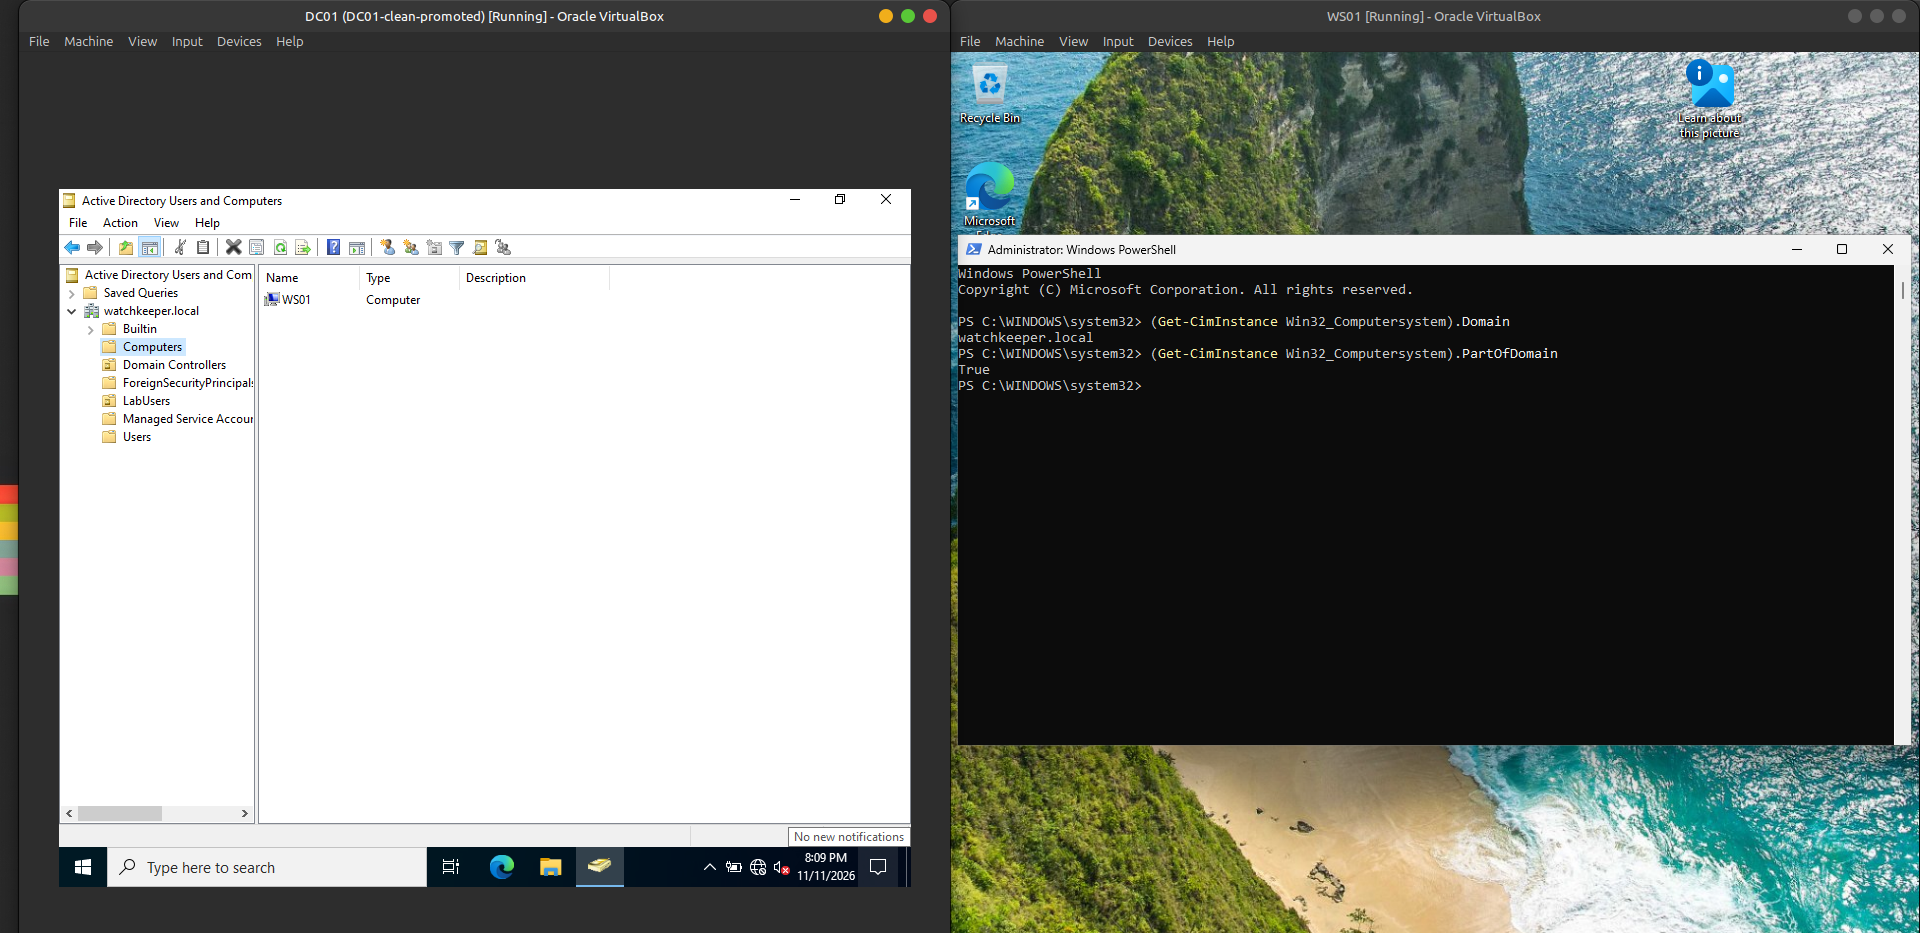 DC01 (DC01-clean-promoted) [Running] - Oracle VirtualBox
File Machine View Input Devices Help
Active Directory Users and Computers
File Action View Help
Active Directory Users and Com
Saved Queries
watchkeeper.local
Builtin
Computers
Domain Controllers
ForeignSecurityPrincipals
LabUsers
Managed Service Accour
Users
Name Type Description
WS01 Computer
No new notifications
Type here to search
8:09 PM
11/11/2026
WS01 [Running] - Oracle VirtualBox
File Machine View Input Devices Help
Recycle Bin
Learn about
this picture
Microsoft
Administrator: Windows PowerShell
Windows PowerShell
Copyright (C) Microsoft Corporation. All rights reserved.
PS C:\WINDOWS\system32> (Get-CimInstance Win32_Computersystem).Domain
watchkeeper.local
PS C:\WINDOWS\system32> (Get-CimInstance Win32_Computersystem).PartOfDomain
True
PS C:\WINDOWS\system32>